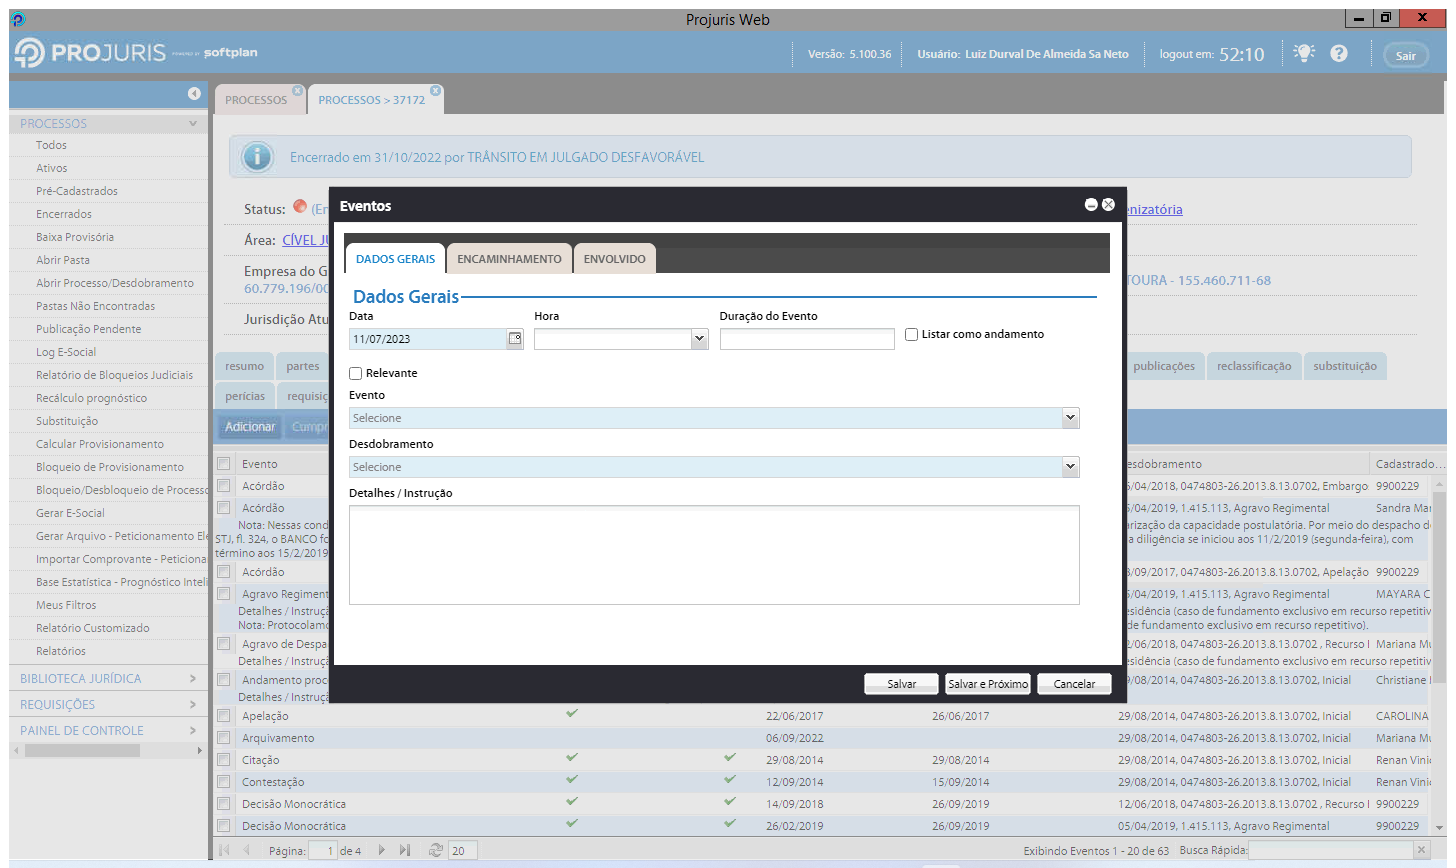 Projuris Web
PROJURIS POWERED BY softplan
Versão: 5.100.36
Usuário: Luiz Durval De Almeida Sa Neto
logout em: 52:10
Sair
PROCESSOS
PROCESSOS > 37172
PROCESSOS
Todos
Ativos
Pré-Cadastrados
Encerrados
Baixa Provisória
Abrir Pasta
Abrir Processo/Desdobramento
Pastas Não Encontradas
Publicação Pendente
Log E-Social
Relatório de Bloqueios Judiciais
Recálculo prognóstico
Substituição
Calcular Provisionamento
Bloqueio de Provisionamento
Bloqueio/Desbloqueio de Processo
Gerar E-Social
Gerar Arquivo - Peticionamento Ele
Importar Comprovante - Peticiona
Base Estatística - Prognóstico Inteli
Meus Filtros
Relatório Customizado
Relatórios
BIBLIOTECA JURÍDICA
REQUISIÇÕES
PAINEL DE CONTROLE
Encerrado em 31/10/2022 por TRÂNSITO EM JULGADO DESFAVORÁVEL
Status: (En
enizatória
Área: CÍVEL JU
Empresa do G
60.779.196/00
TOURA - 155.460.711-68
Jurisdição Atu
resumo partes
publicações reclassificação substituição
perícias requisiç
Adicionar Compr
Eventos
DADOS GERAIS ENCAMINHAMENTO ENVOLVIDO
Dados Gerais
Data Hora Duração do Evento
11/07/2023
Listar como andamento
Relevante
Evento
Selecione
Desdobramento
Selecione
Detalhes / Instrução
Salvar Salvar e Próximo Cancelar
Evento esdobramento Cadastrado...
Acórdão 5/04/2018, 0474803-26.2013.8.13.0702, Embargo: 9900229
Acórdão 5/04/2019, 1.415.113, Agravo Regimental Sandra Mar
Nota: Nessas cond rização da capacidade postulatória. Por meio do despacho de
STJ, fl. 324, o BANCO fo a diligência se iniciou aos 11/2/2019 (segunda-feira), com
término aos 15/2/2019
Acórdão 8/09/2017, 0474803-26.2013.8.13.0702, Apelação 9900229
Agravo Regiment 5/04/2019, 1.415.113, Agravo Regimental MAYARA C
Detalhes / Instruçã esidência (caso de fundamento exclusivo em recurso repetitiv
Nota: Protocolamo de fundamento exclusivo em recurso repetitivo).
Agravo de Despa 2/06/2018, 0474803-26.2013.8.13.0702 , Recurso I Mariana Mu
Detalhes / Instruçã esidência (caso de fundamento exclusivo em recurso repetitiv
Andamento proc 9/08/2014, 0474803-26.2013.8.13.0702, Inicial Christiane
Detalhes / Instruçã
Apelação 22/06/2017 26/06/2017 29/08/2014, 0474803-26.2013.8.13.0702, Inicial CAROLINA
Arquivamento 06/09/2022 29/08/2014, 0474803-26.2013.8.13.0702, Inicial Mariana Mu
Citação 29/08/2014 29/08/2014 29/08/2014, 0474803-26.2013.8.13.0702, Inicial Renan Vini
Contestação 12/09/2014 15/09/2014 29/08/2014, 0474803-26.2013.8.13.0702, Inicial Renan Vini
Decisão Monocrática 14/09/2018 26/09/2019 12/06/2018, 0474803-26.2013.8.13.0702 , Recurso I 9900229
Decisão Monocrática 26/02/2019 26/09/2019 05/04/2019, 1.415.113, Agravo Regimental 9900229
Página: 1 de 4 20 Exibindo Eventos 1 - 20 de 63 Busca Rápida: